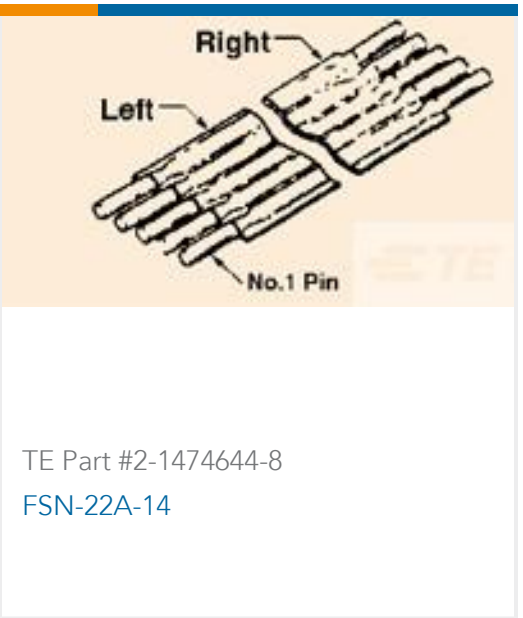 Right
Left
TE
No.1 Pin
TE Part #2-1474644-8
FSN-22A-14